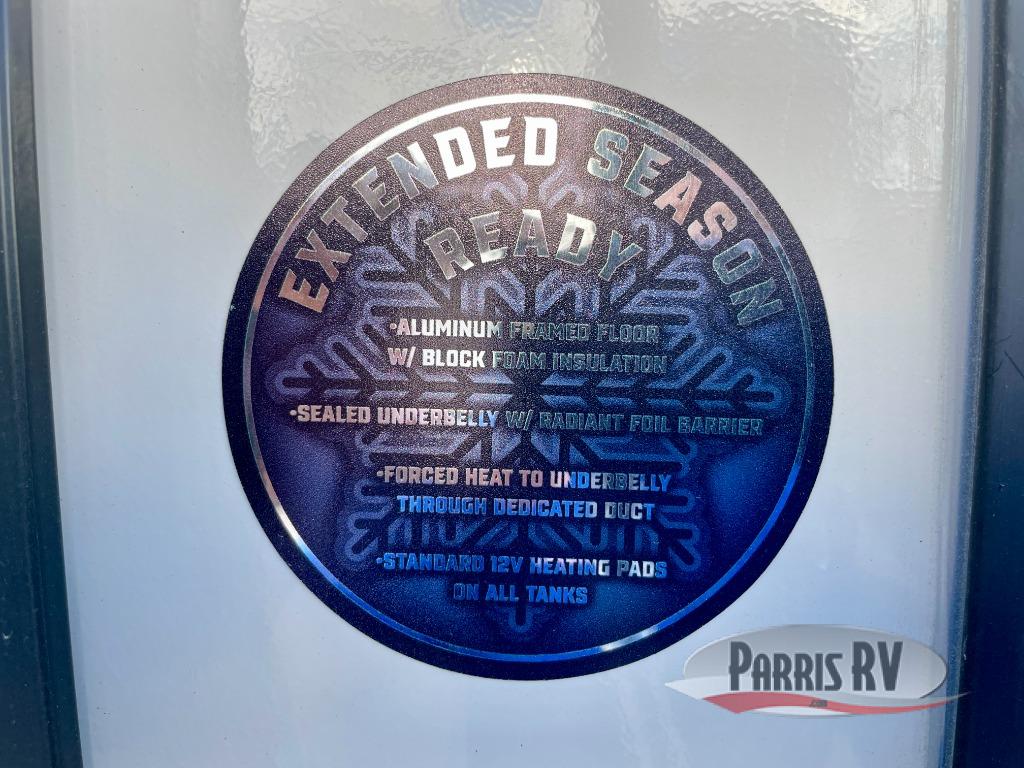 EXTENDED SEASON
READY
•ALUMINUM FRAMED FLOOR
W/ BLOCK FOAM INSULATION
•SEALED UNDERBELLY W/ RADIANT FOIL BARRIER
•FORCED HEAT TO UNDERBELLY
THROUGH DEDICATED DUCT
•STANDARD 12V HEATING PADS
ON ALL TANKS
PARRIS RV
.com